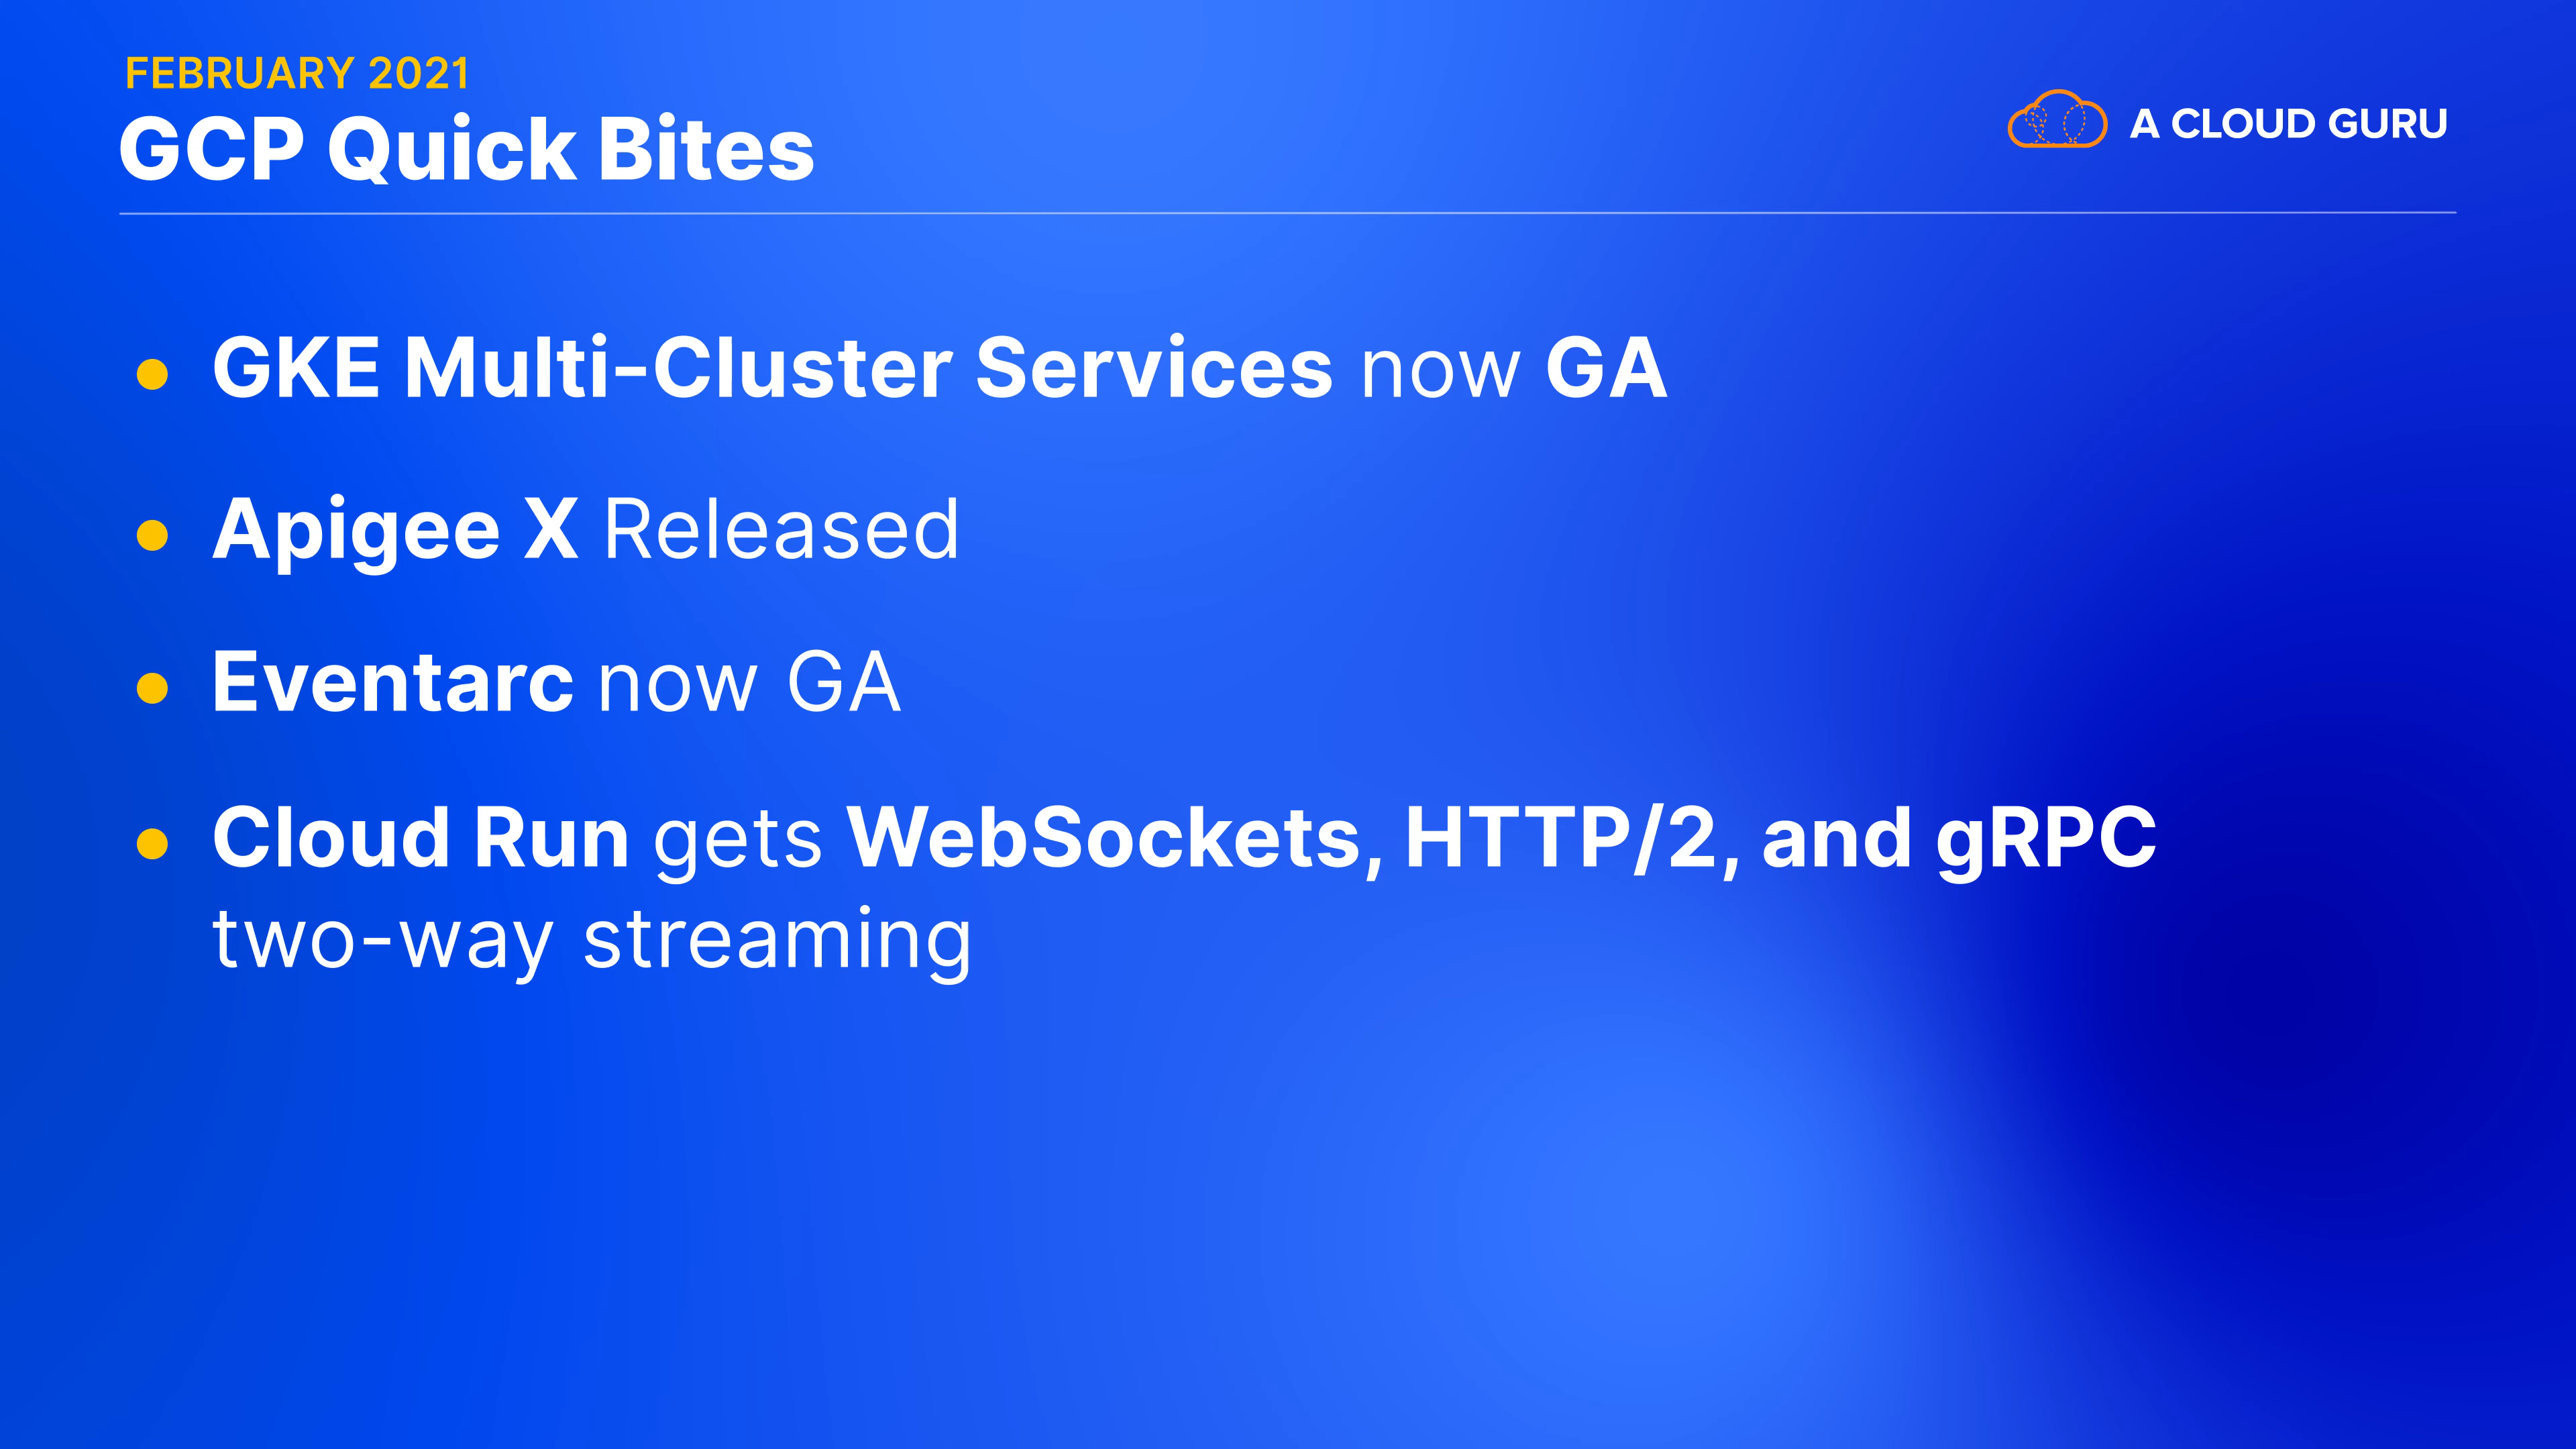 FEBRUARY 2021
GCP Quick Bites
A CLOUD GURU
GKE Multi-Cluster Services now GA
Apigee X Released
Eventarc now GA
Cloud Run gets WebSockets, HTTP/2, and gRPC
two-way streaming